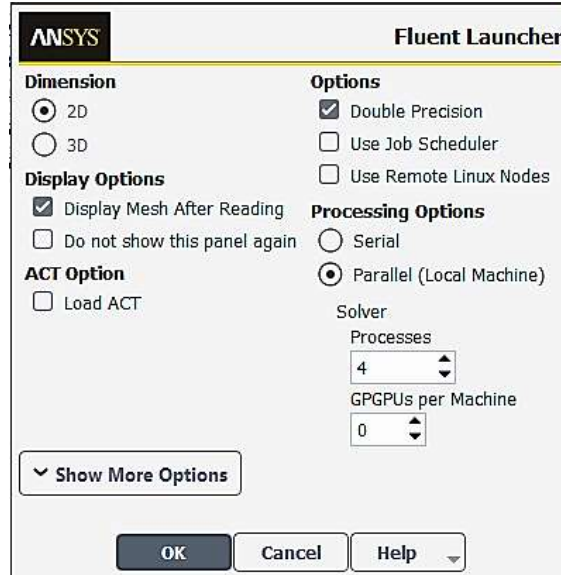 ANSYS
Fluent Launcher
Dimension
2D
3D
Display Options
Display Mesh After Reading
Do not show this panel again
ACT Option
Load ACT
Options
Double Precision
Use Job Scheduler
Use Remote Linux Nodes
Processing Options
Serial
Parallel (Local Machine)
Solver
Processes
4
GPGPUs per Machine
0
Show More Options
OK
Cancel
Help